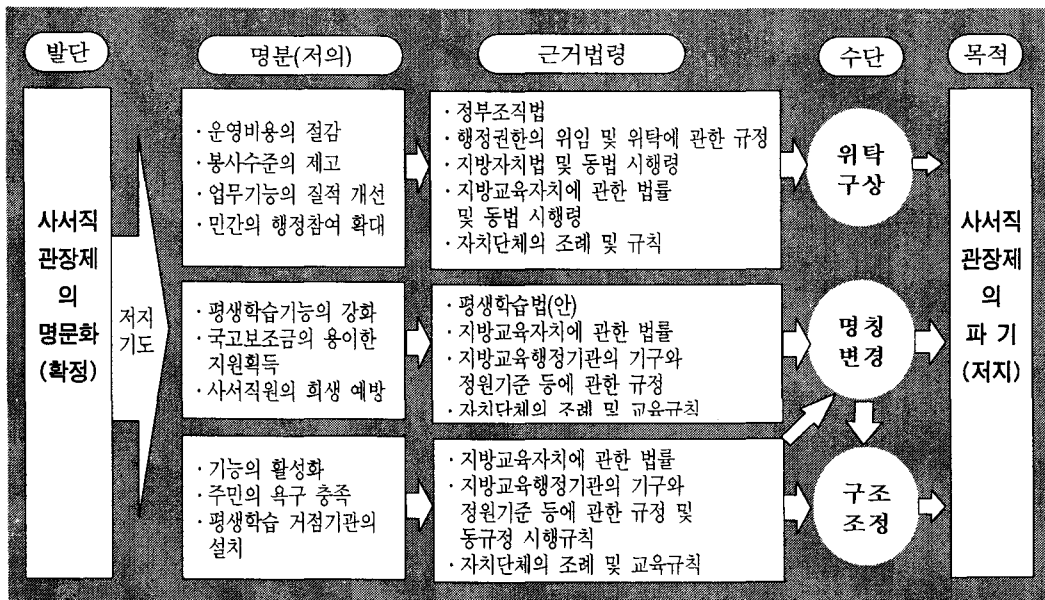 발단
명분(저의)
근거법령
수단
목적
사서직
관장제
의
명문화
(확정)
저지
기도
· 운영비용의 절감
· 봉사수준의 제고
· 업무기능의 질적 개선
· 민간의 행정참여 확대
· 정부조직법
· 행정권한의 위임 및 위탁에 관한 규정
· 지방자치법 및 동법 시행령
· 지방교육자치에 관한 법률
및 동법 시행령
· 자치단체의 조례 및 규칙
위탁
구상
· 평생학습기능의 강화
· 국고보조금의 용이한
지원획득
· 사서직원의 희생 예방
· 평생학습법(안)
· 지방교육자치에 관한 법률
· 지방교육행정기관의 기구와
정원기준 등에 관한 규정
· 자치단체의 조례 및 교육규칙
명칭
변경
· 기능의 활성화
· 주민의 욕구 충족
· 평생학습 거점기관의
설치
· 지방교육자치에 관한 법률
· 지방교육행정기관의 기구와
정원기준 등에 관한 규정 및
동규정 시행규칙
· 자치단체의 조례 및 교육규칙
구조
조정
사서직
관장제
의
파 기
(저지)